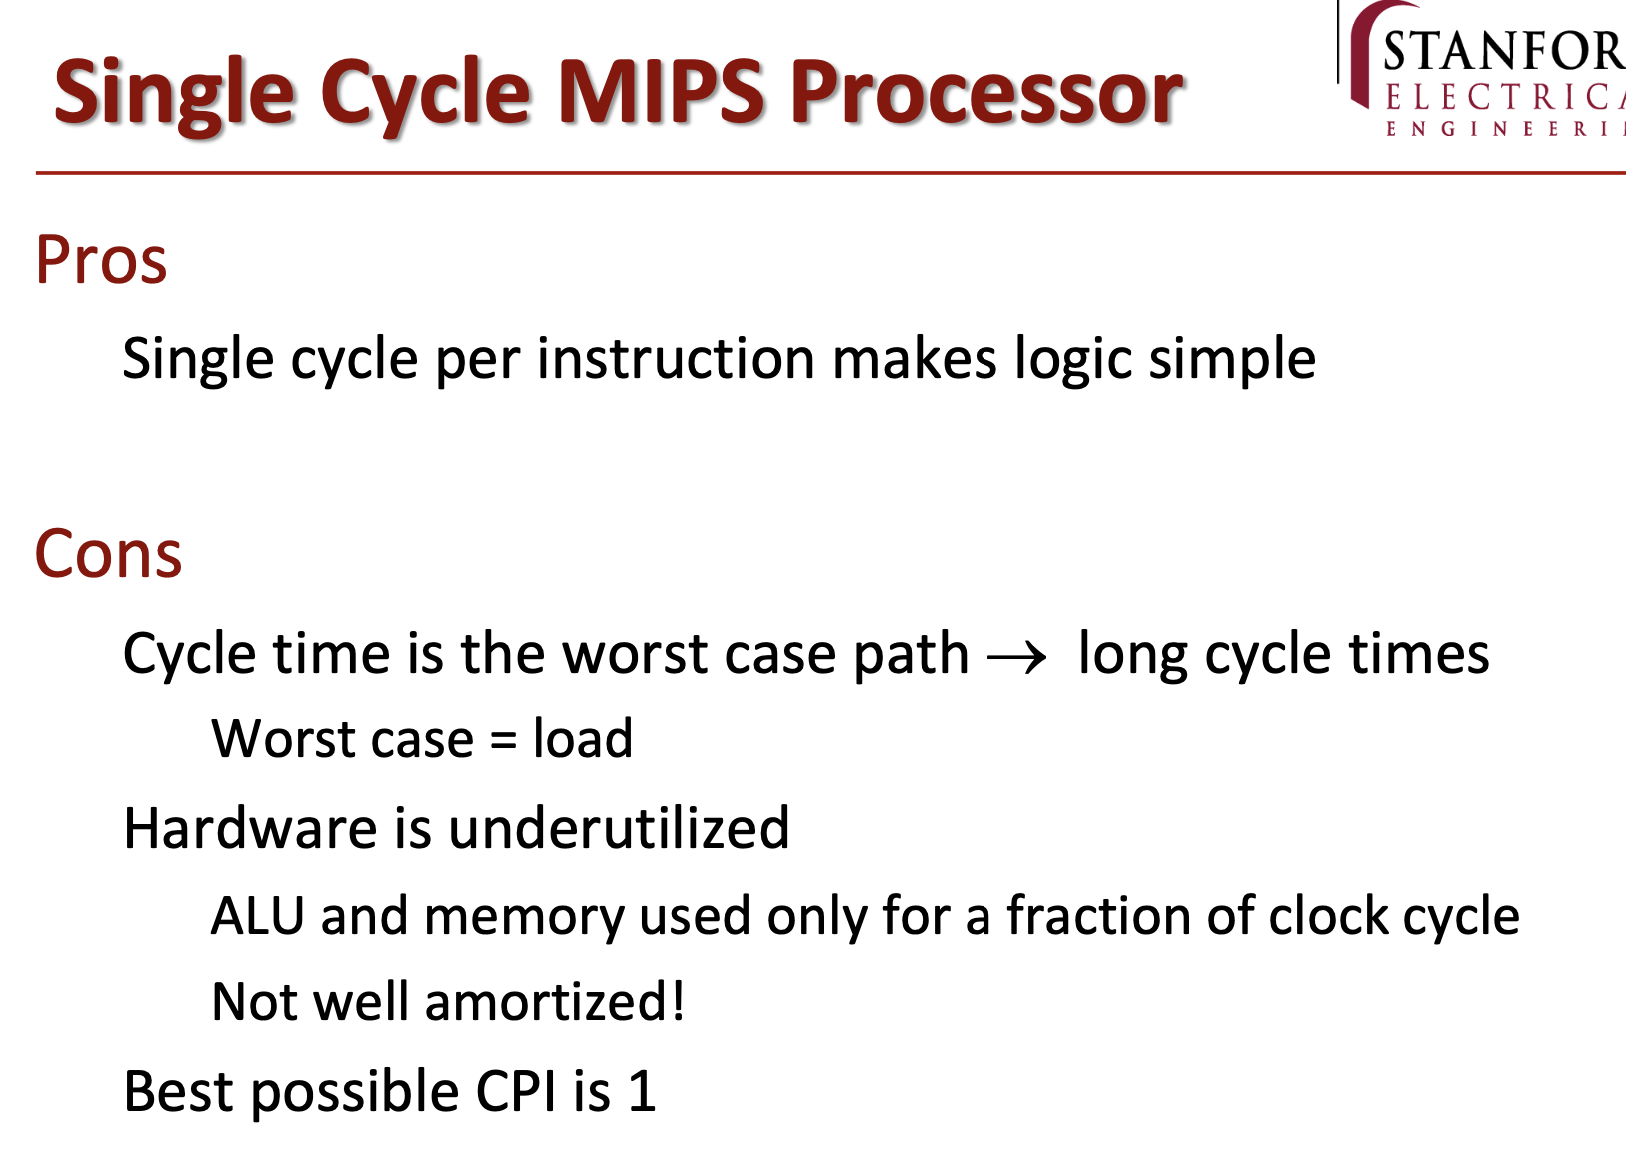 Single Cycle MIPS Processor
STANFOR
ELECTRICA
ENGINEERI
Pros
Single cycle per instruction makes logic simple
Cons
Cycle time is the worst case path → long cycle times
Worst case = load
Hardware is underutilized
ALU and memory used only for a fraction of clock cycle
Not well amortized!
Best possible CPI is 1